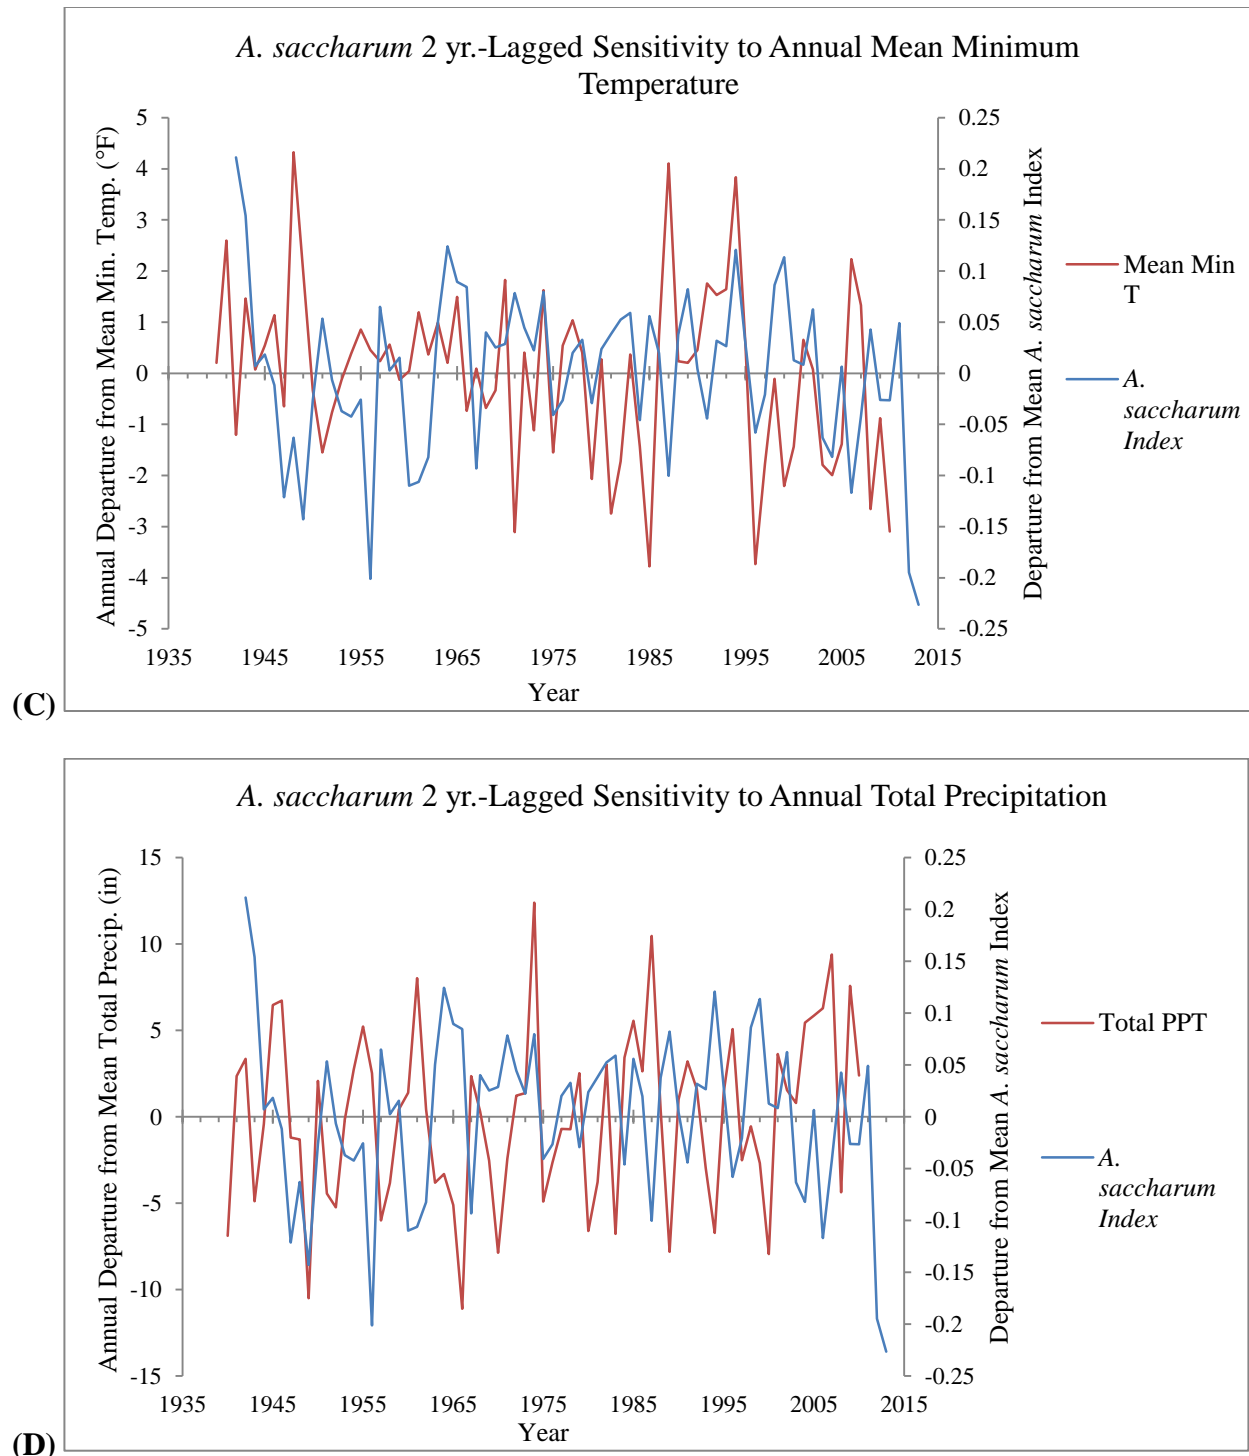 A. saccharum 2 yr.-Lagged Sensitivity to Annual Mean Minimum
Temperature
Annual Departure from Mean Min. Temp. (°F)
5
4
3
2
1
0
-1
-2
-3
-4
-5
1935 1945 1955 1965 1975 1985 1995 2005 2015
Year
0.25
0.2
0.15
0.1
0.05
0
-0.05
-0.1
-0.15
-0.2
-0.25
Departure from Mean A. saccharum Index
Mean Min
T
A.
saccharum
Index
(C)
A. saccharum 2 yr.-Lagged Sensitivity to Annual Total Precipitation
Annual Departure from Mean Total Precip. (in)
15
10
5
0
-5
-10
-15
1935 1945 1955 1965 1975 1985 1995 2005 2015
Year
0.25
0.2
0.15
0.1
0.05
0
-0.05
-0.1
-0.15
-0.2
-0.25
Departure from Mean A. saccharum Index
Total PPT
A.
saccharum
Index
(D)